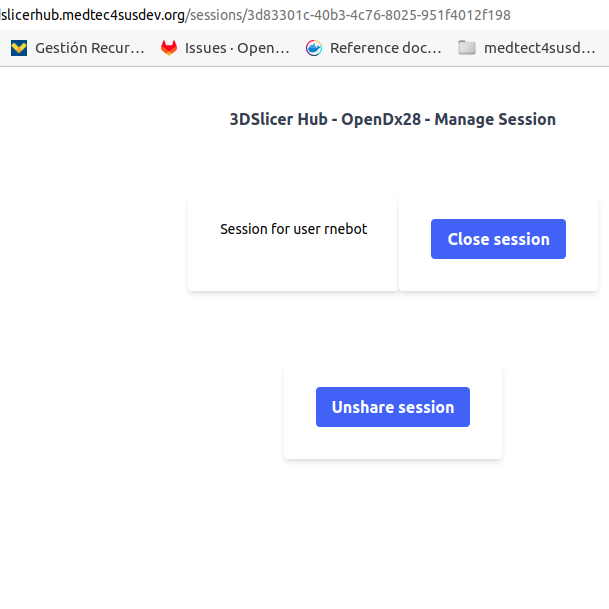 dslicerhub.medtec4susdev.org/sessions/3d83301c-40b3-4c76-8025-951f4012f198
Gestión Recur... Issues · Open... Reference doc... medtect4susd...
3DSlicer Hub - OpenDx28 - Manage Session
Session for user rnebot
Close session
Unshare session